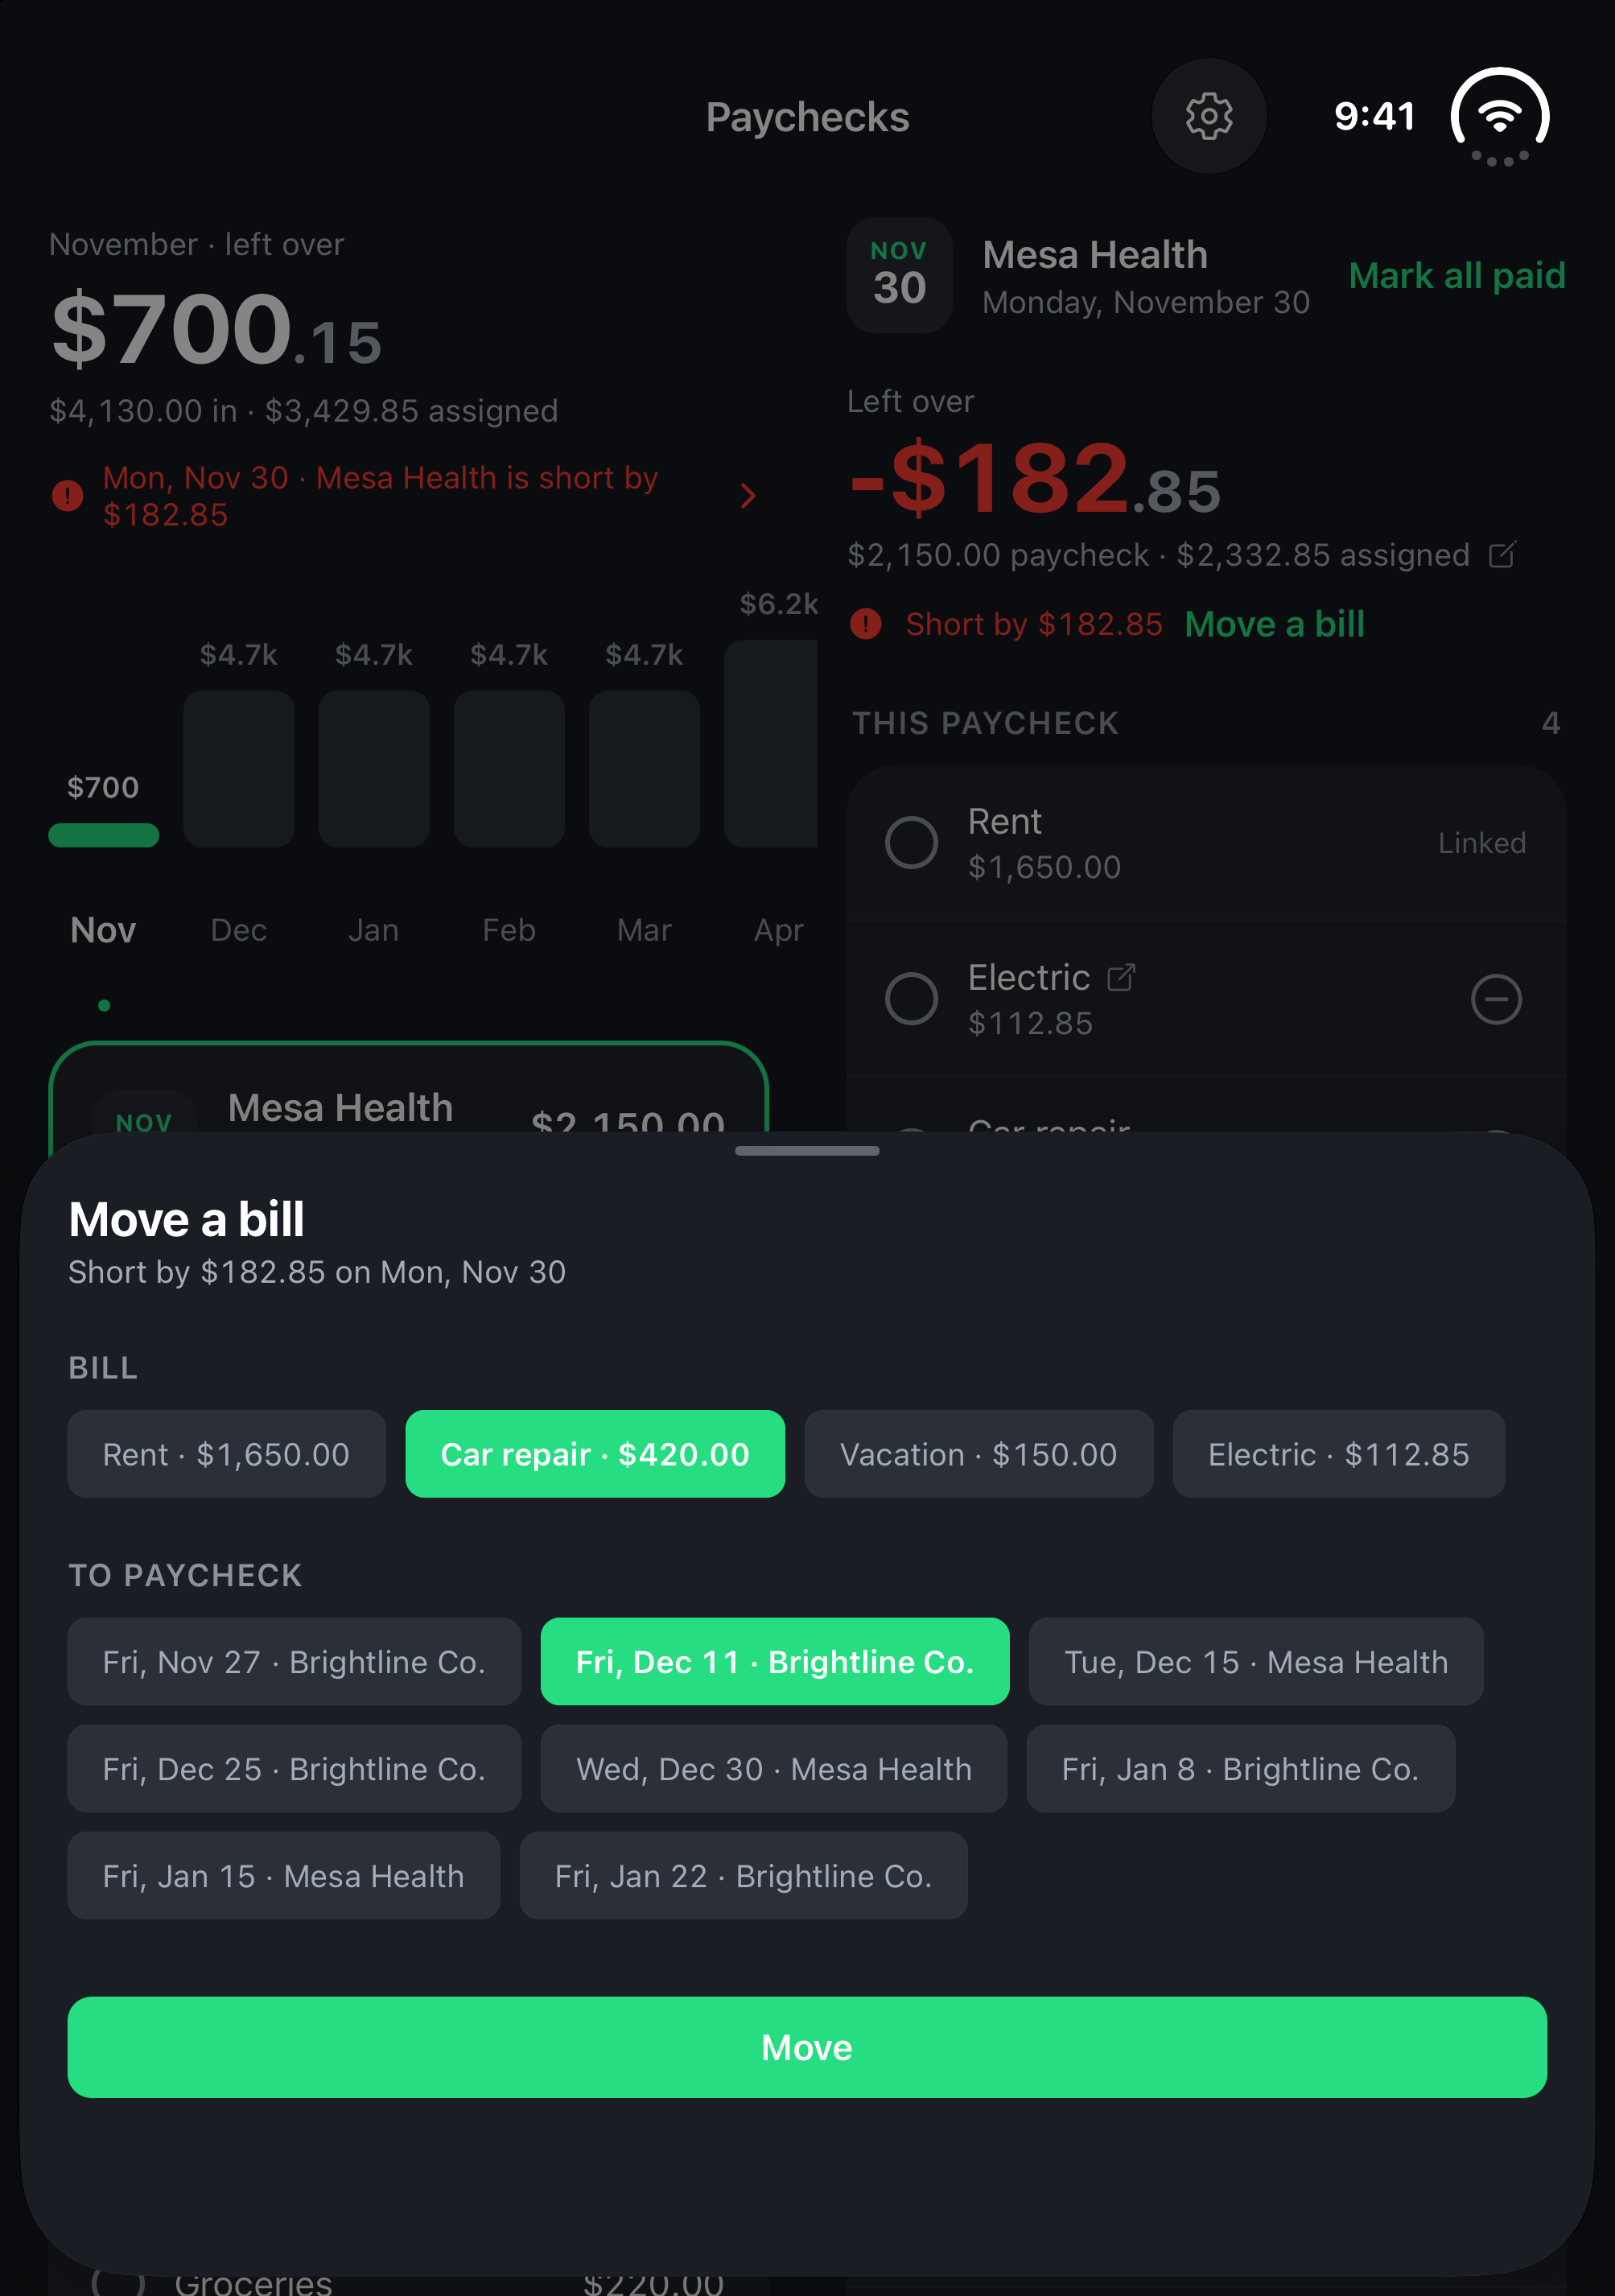 Paychecks
9:41
November · left over
$700.15
$4,130.00 in · $3,429.85 assigned
Mon, Nov 30 · Mesa Health is short by
$182.85
$6.2k
$4.7k
$4.7k
$4.7k
$4.7k
$700
Nov
Dec
Jan
Feb
Mar
Apr
NOV
Mesa Health
$2,150.00
NOV
30
Mesa Health
Monday, November 30
Mark all paid
Left over
-$182.85
$2,150.00 paycheck · $2,332.85 assigned
Short by $182.85
Move a bill
THIS PAYCHECK
4
Rent
$1,650.00
Linked
Electric
$112.85
Car repair
Move a bill
Short by $182.85 on Mon, Nov 30
BILL
Rent · $1,650.00
Car repair · $420.00
Vacation · $150.00
Electric · $112.85
TO PAYCHECK
Fri, Nov 27 · Brightline Co.
Fri, Dec 11 · Brightline Co.
Tue, Dec 15 · Mesa Health
Fri, Dec 25 · Brightline Co.
Wed, Dec 30 · Mesa Health
Fri, Jan 8 · Brightline Co.
Fri, Jan 15 · Mesa Health
Fri, Jan 22 · Brightline Co.
Move
Groceries
$220.00